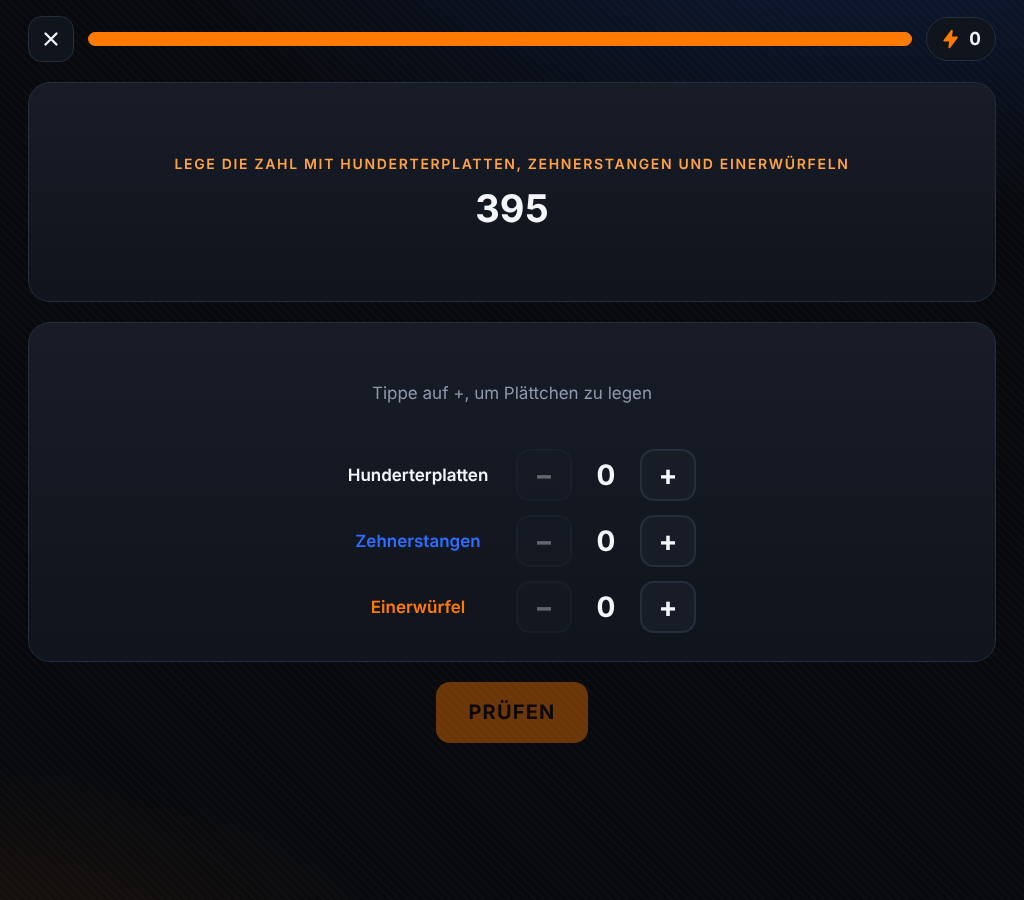 0
LEGE DIE ZAHL MIT HUNDERTERPLATTEN, ZEHNERSTANGEN UND EINERWÜRFELN
395
Tippe auf +, um Plättchen zu legen
Hunderterplatten − 0 +
Zehnerstangen − 0 +
Einerwürfel − 0 +
PRÜFEN